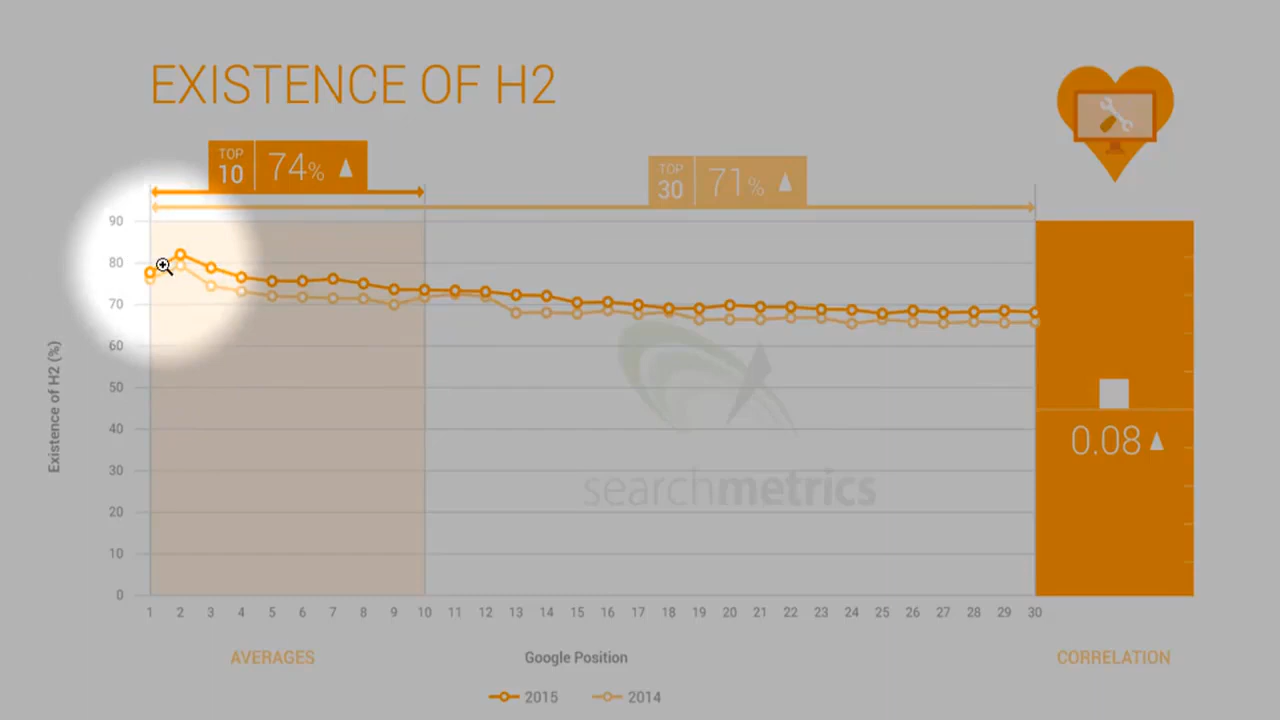 EXISTENCE OF H2
TOP 10 74%
TOP 30 71%
90
80
70
60
50
40
30
20
10
0
Existence of H2 (%)
searchmetrics
0.08
1 2 3 4 5 6 7 8 9 10 11 12 13 14 15 16 17 18 19 20 21 22 23 24 25 26 27 28 29 30
AVERAGES Google Position CORRELATION
2015 2014